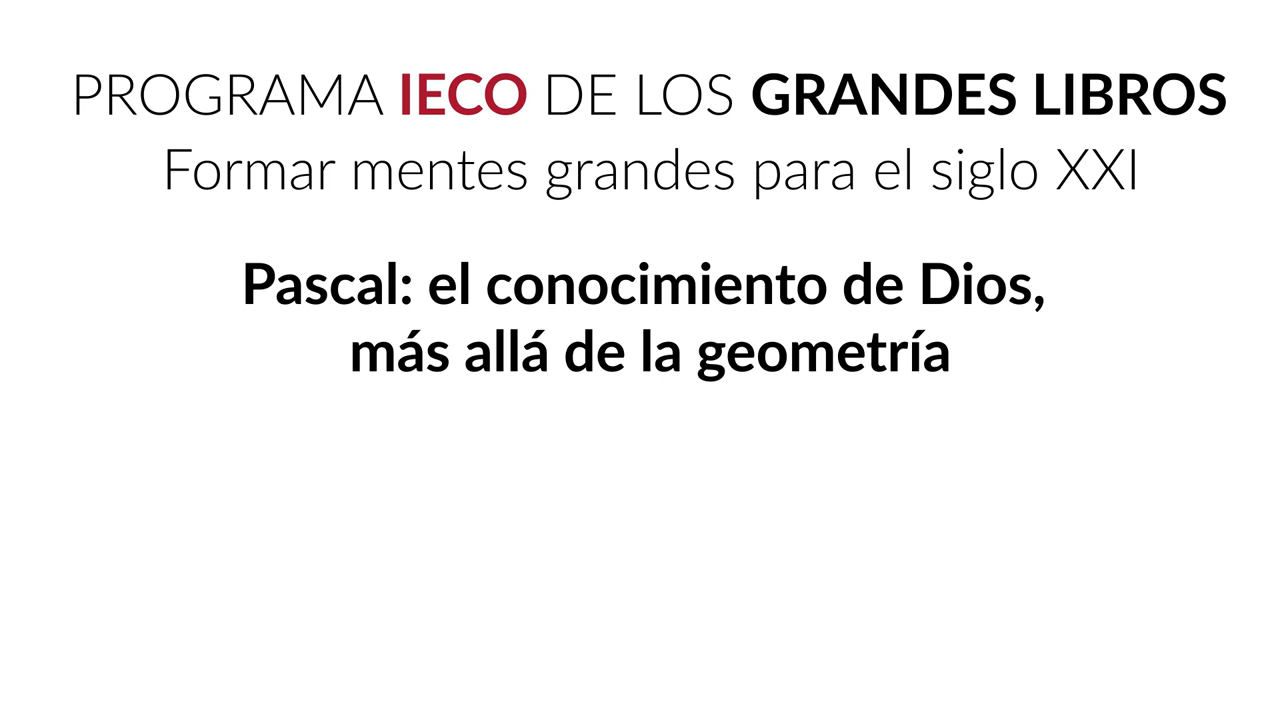 PROGRAMA IECO DE LOS GRANDES LIBROS
Formar mentes grandes para el siglo XXI
Pascal: el conocimiento de Dios,
más allá de la geometría